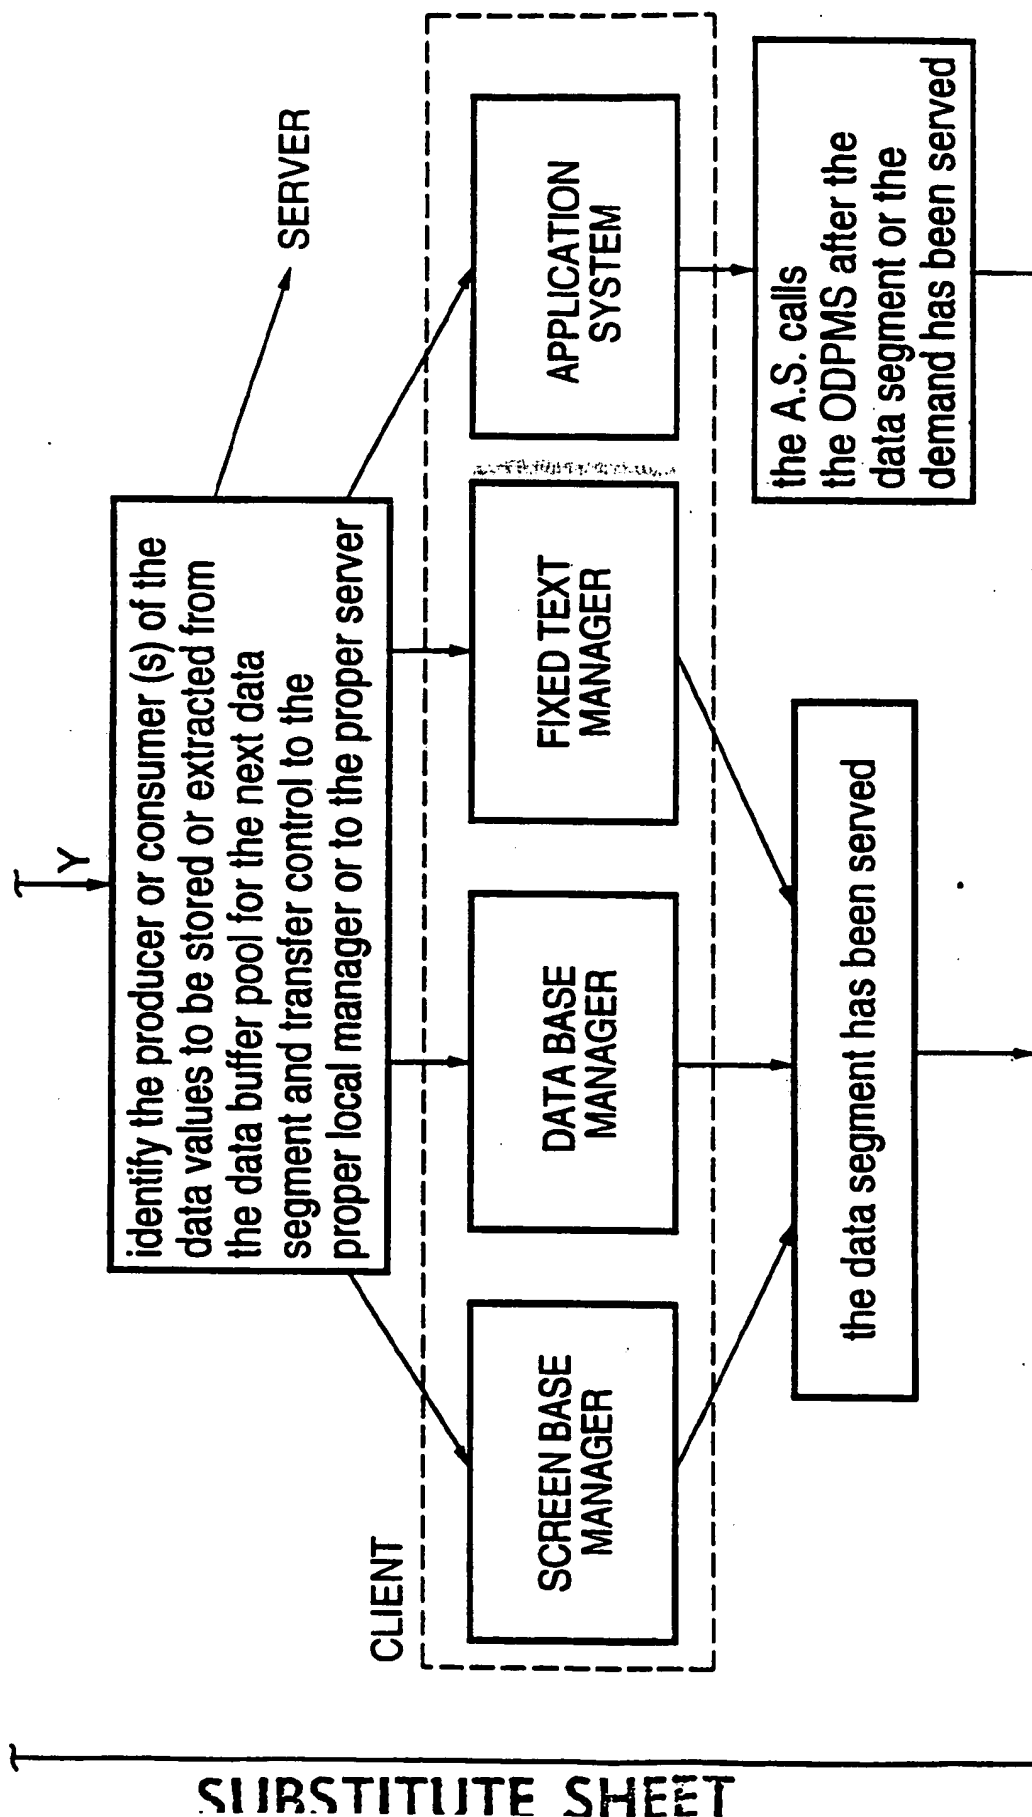 Y
identify the producer or consumer (s) of the
data values to be stored or extracted from
the data buffer pool for the next data
segment and transfer control to the
proper local manager or to the proper server
SERVER
CLIENT
SCREEN BASE
MANAGER
DATA BASE
MANAGER
FIXED TEXT
MANAGER
APPLICATION
SYSTEM
the data segment has been served
the A.S. calls
the ODPMS after the
data segment or the
demand has been served
SUBSTITUTE SHEET